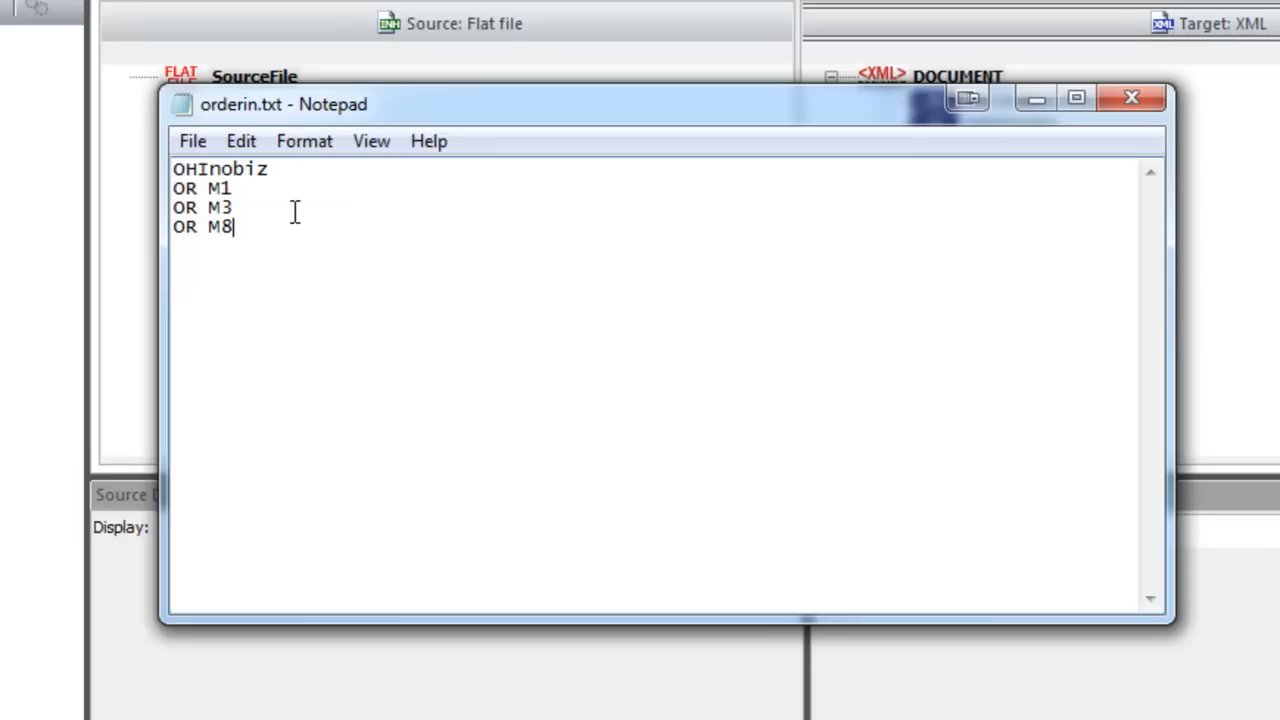 Source: Flat file
Target: XML
FLAT
SourceFile
<XML> DOCUMENT
orderin.txt - Notepad
File Edit Format View Help
OHInobiz
OR M1
OR M3
OR M8
Source
Display: